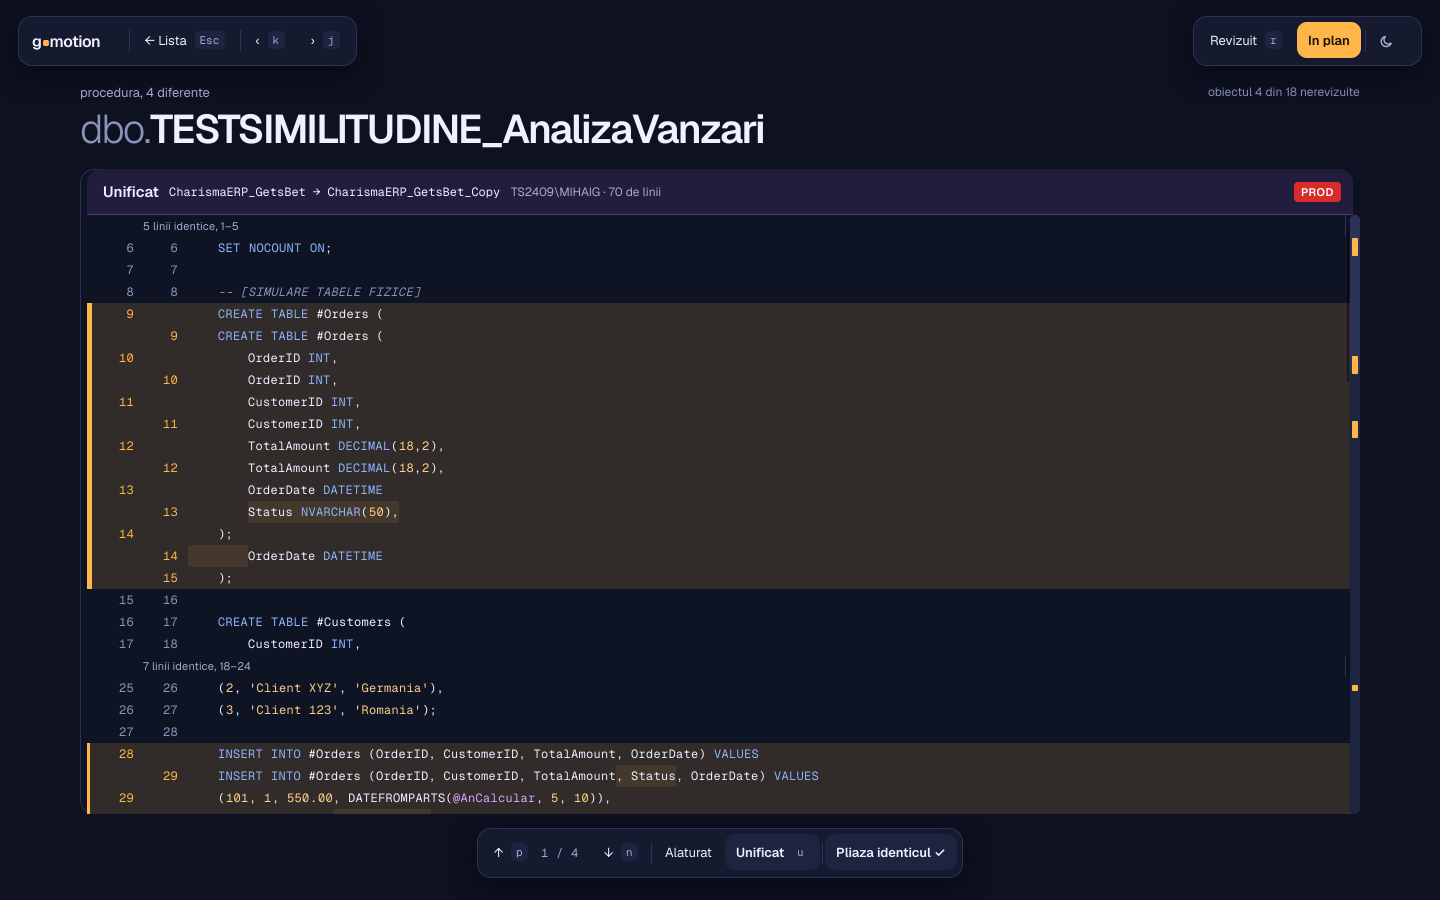 gomotion
← Lista Esc
‹ k › j
Revizuit r
In plan
procedura, 4 diferente
obiectul 4 din 18 nerevizuite
dbo.TESTSIMILITUDINE_AnalizaVanzari
Unificat CharismaERP_GetsBet → CharismaERP_GetsBet_Copy TS2409\MIHAIG · 70 de linii
PROD
5 linii identice, 1–5
6 6 SET NOCOUNT ON;
7 7
8 8 -- [SIMULARE TABELE FIZICE]
9 CREATE TABLE #Orders (
9 CREATE TABLE #Orders (
10 OrderID INT,
10 OrderID INT,
11 CustomerID INT,
11 CustomerID INT,
12 TotalAmount DECIMAL(18,2),
12 TotalAmount DECIMAL(18,2),
13 OrderDate DATETIME
13 Status NVARCHAR(50),
14 );
14 OrderDate DATETIME
15 );
15 16
16 17 CREATE TABLE #Customers (
17 18 CustomerID INT,
7 linii identice, 18–24
25 26 (2, 'Client XYZ', 'Germania'),
26 27 (3, 'Client 123', 'Romania');
27 28
28 INSERT INTO #Orders (OrderID, CustomerID, TotalAmount, OrderDate) VALUES
29 INSERT INTO #Orders (OrderID, CustomerID, TotalAmount, Status, OrderDate) VALUES
29 (101, 1, 550.00, DATEFROMPARTS(@AnCalcular, 5, 10)),
↑ p 1 / 4 ↓ n Alaturat Unificat u Pliaza identicul ✓